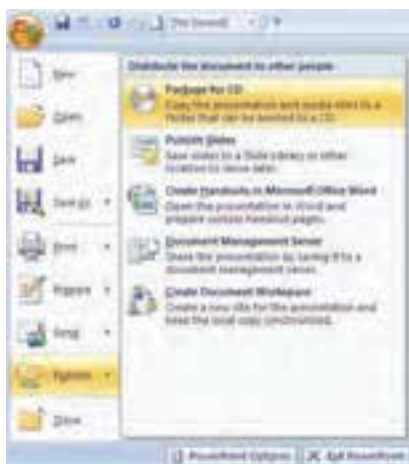 New
Open
Save
Save As
Print
Prepare
Send
Publish
Close
Distribute the document to other people
Package for CD
Copy the presentation and media links to a
folder that can be burned to a CD.
Publish Slides
Save slides to a Slide Library or other
location to reuse later.
Create Handouts in Microsoft Office Word
Open the presentation in Word and
prepare custom handout pages.
Document Management Server
Share the presentation by saving it to a
document management server.
Create Document Workspace
Create a new site for the presentation and
keep the local copy synchronized.
PowerPoint Options
Exit PowerPoint